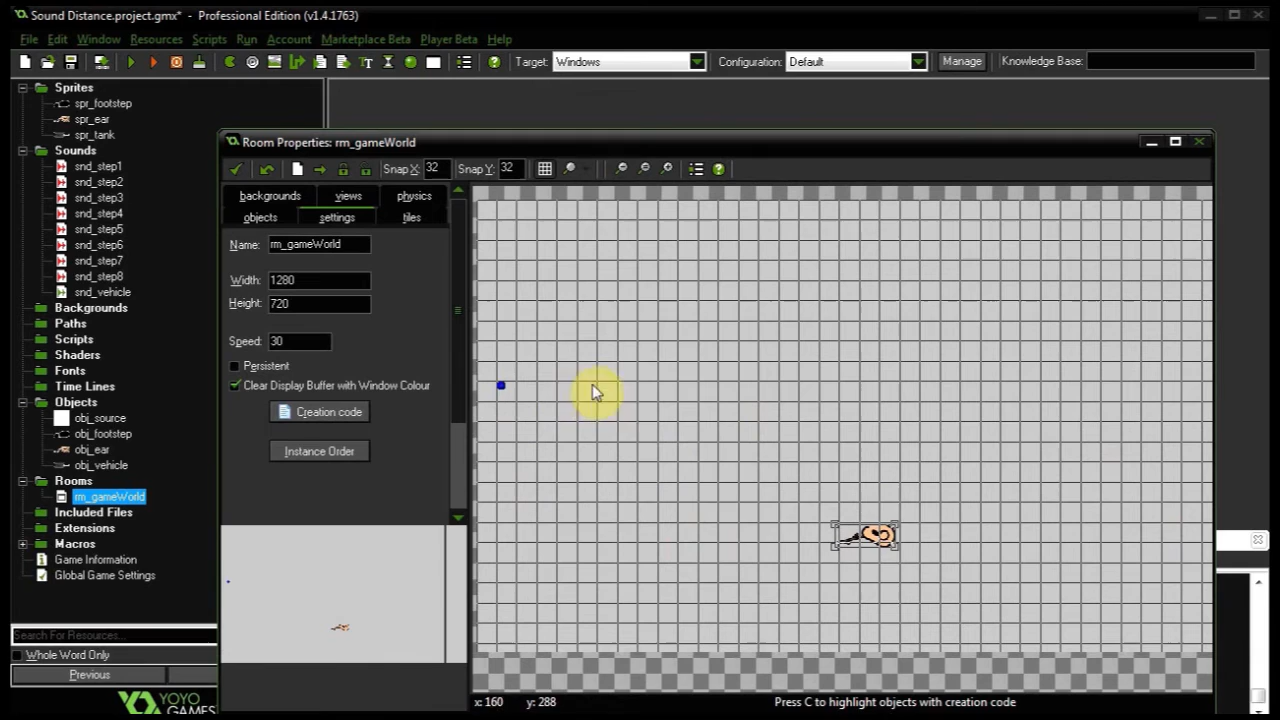 Sound Distance.project.gmx* - Professional Edition (v1.4.1763)
File Edit Window Resources Scripts Run Account Marketplace Beta Player Beta Help
Target: Windows Configuration: Default Manage Knowledge Base:
Sprites
spr_footstep
spr_ear
spr_tank
Sounds
snd_step1
snd_step2
snd_step3
snd_step4
snd_step5
snd_step6
snd_step7
snd_step8
snd_vehicle
Backgrounds
Paths
Scripts
Shaders
Fonts
Time Lines
Objects
obj_source
obj_footstep
obj_ear
obj_vehicle
Rooms
rm_gameWorld
Included Files
Extensions
Macros
Game Information
Global Game Settings
Search For Resources...
Whole Word Only
Previous
YOYO
GAMES
Room Properties: rm_gameWorld
Snap X: 32 Snap Y: 32
backgrounds views physics
objects settings tiles
Name: rm_gameWorld
Width: 1280
Height: 720
Speed: 30
Persistent
Clear Display Buffer with Window Colour
Creation code
Instance Order
x: 160 y: 288 Press C to highlight objects with creation code